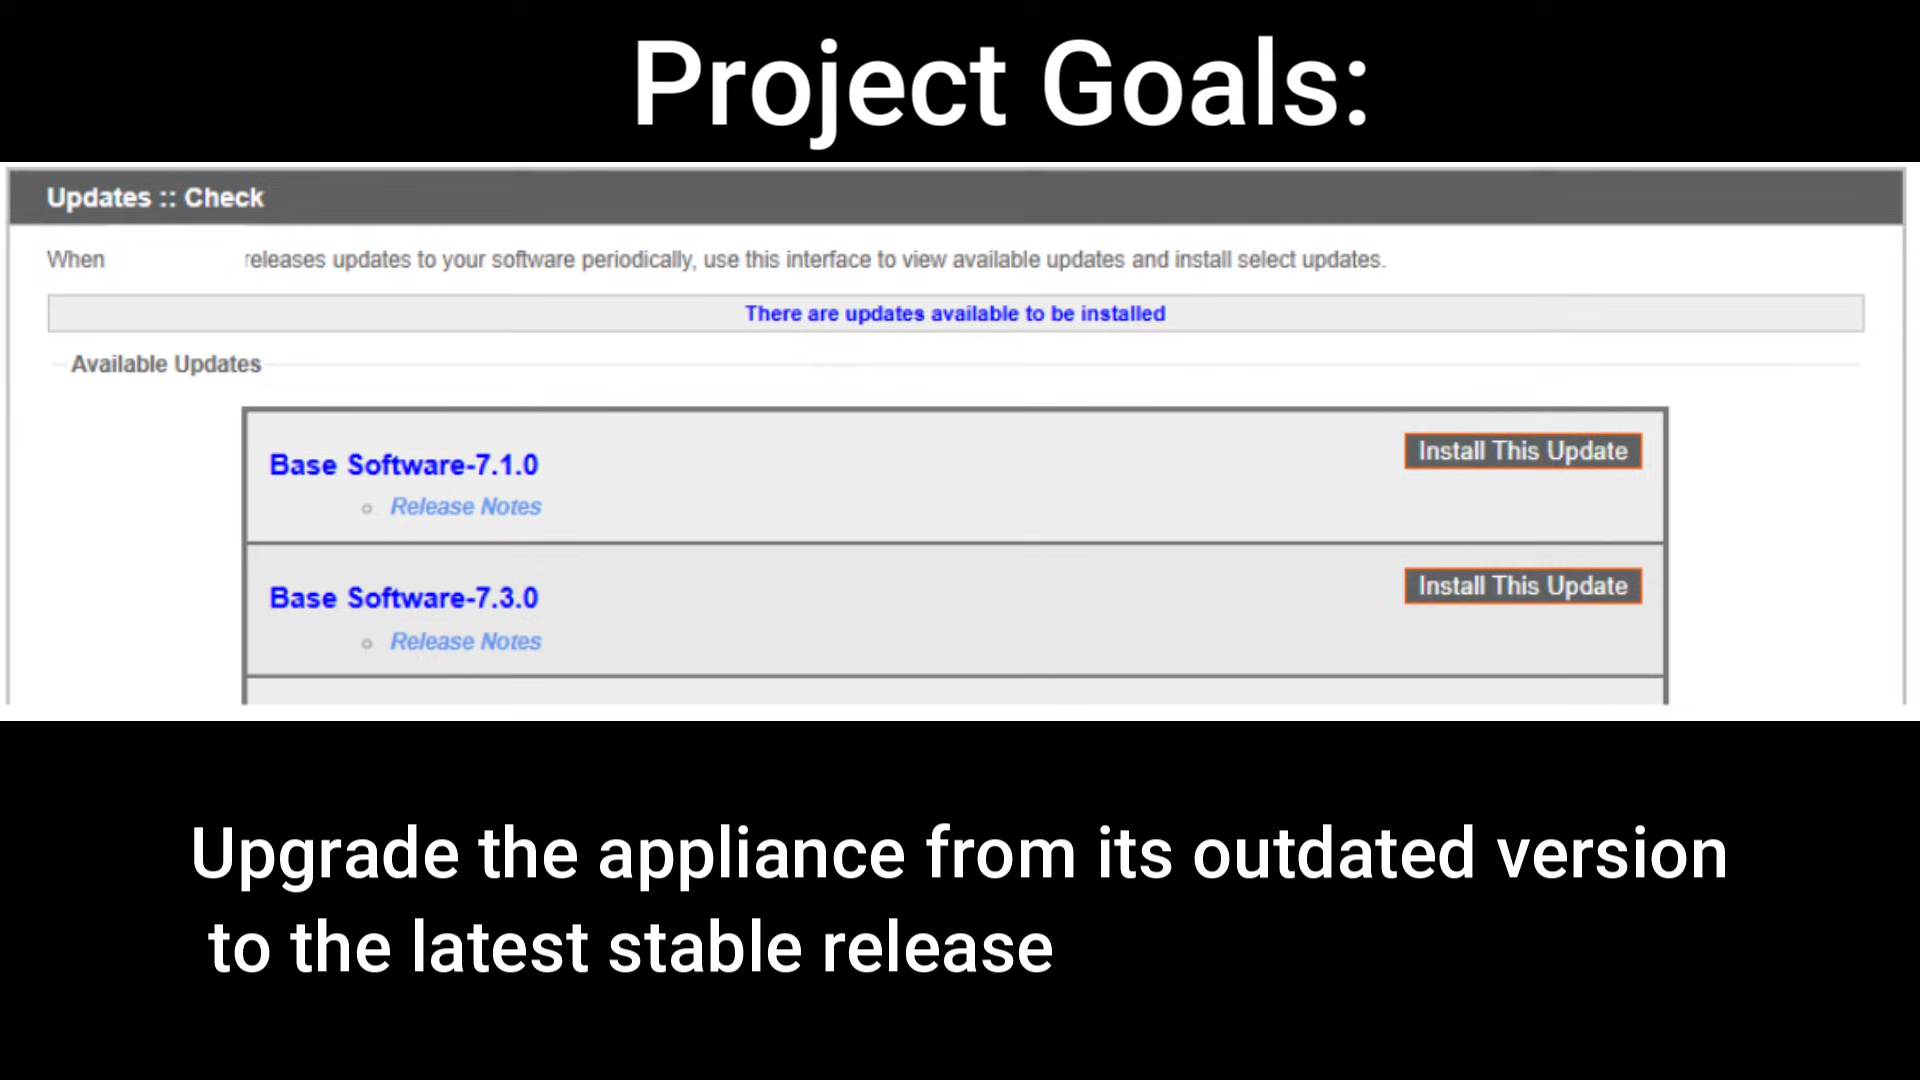 Project Goals:
Updates :: Check
When releases updates to your software periodically, use this interface to view available updates and install select updates.
There are updates available to be installed
Available Updates
Base Software-7.1.0
Install This Update
Release Notes
Base Software-7.3.0
Install This Update
Release Notes
Upgrade the appliance from its outdated version
to the latest stable release